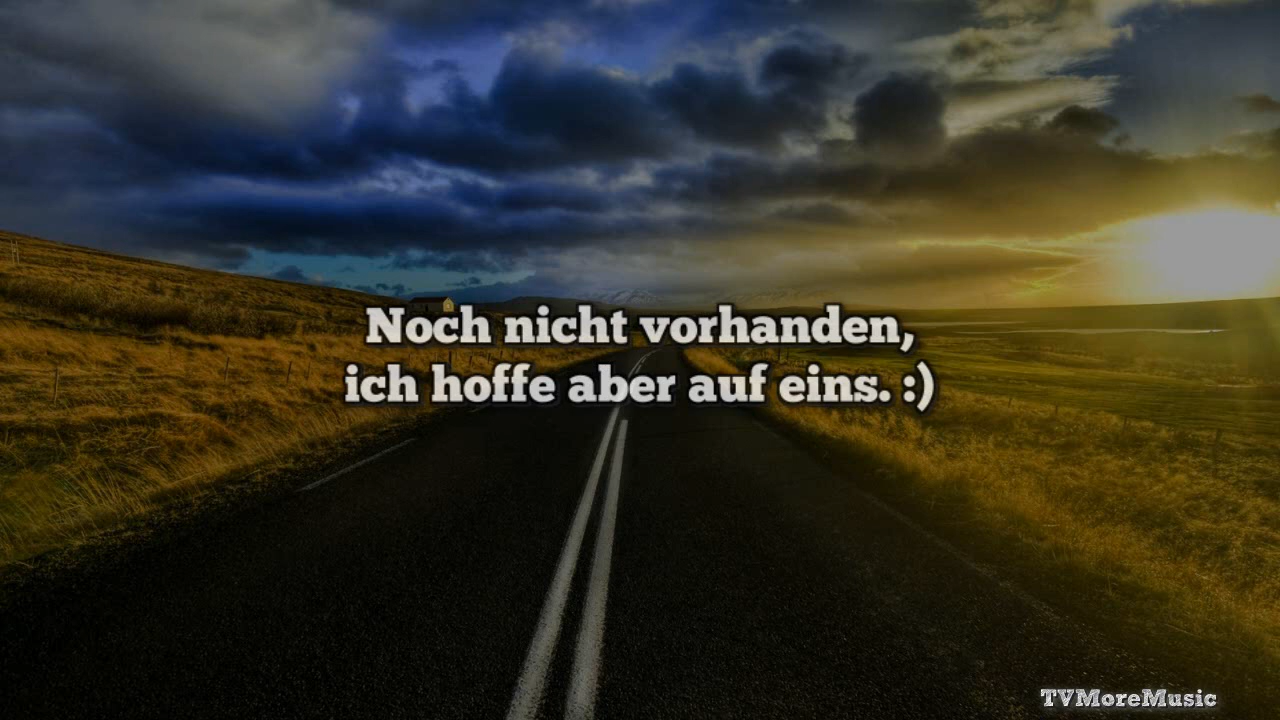 Noch nicht vorhanden,
ich hoffe aber auf eins. :)
TVMoreMusic